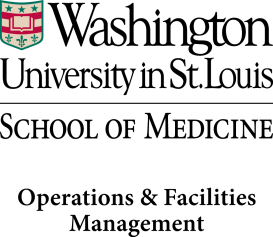 Washington
University in St. Louis
SCHOOL OF MEDICINE
Operations & Facilities
Management